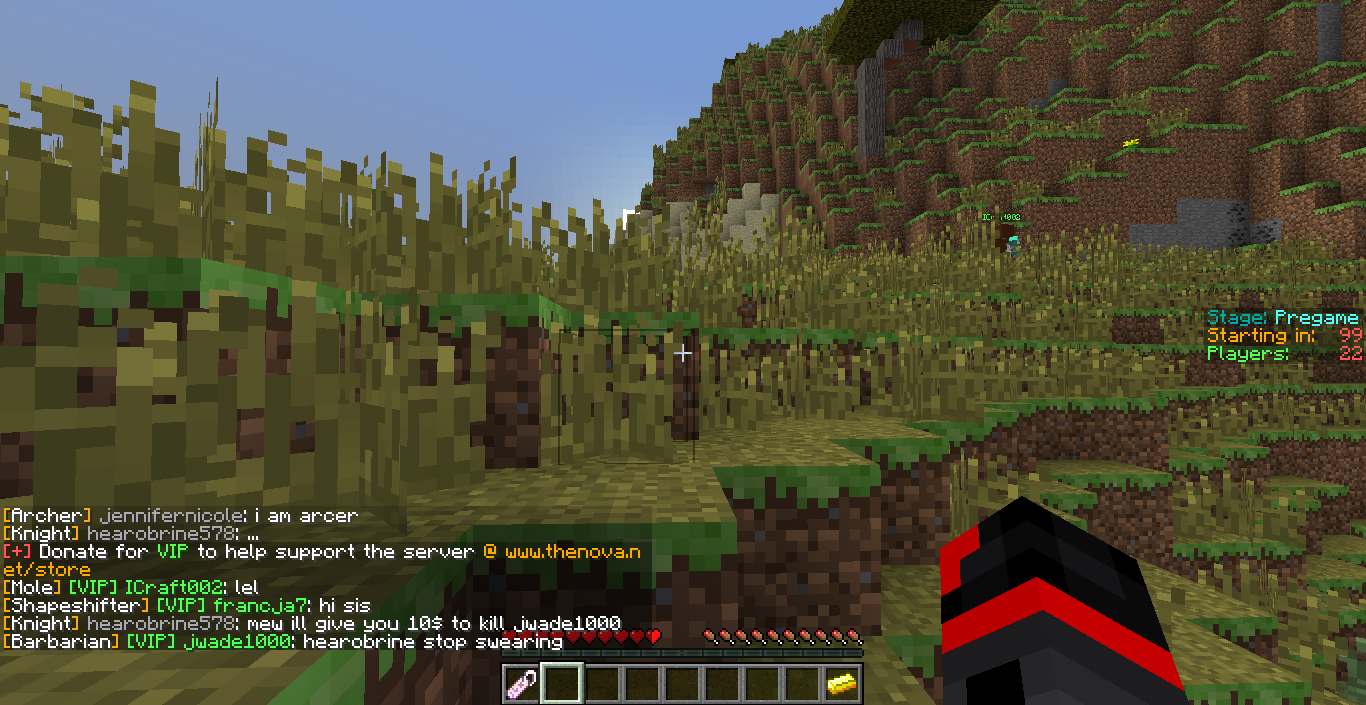 ICraft002
Stage: Pregame
Starting in: 99
Players: 22
[Archer] jennifernicole: i am arcer
[Knight] hearobrine578: ...
[+] Donate for VIP to help support the server @ www.thenova.n
et/store
[Mole] [VIP] ICraft002: lel
[Shapeshifter] [VIP] francja7: hi sis
[Knight] hearobrine578: mew ill give you 10$ to kill jwade1000
[Barbarian] [VIP] jwade1000: hearobrine stop swearing